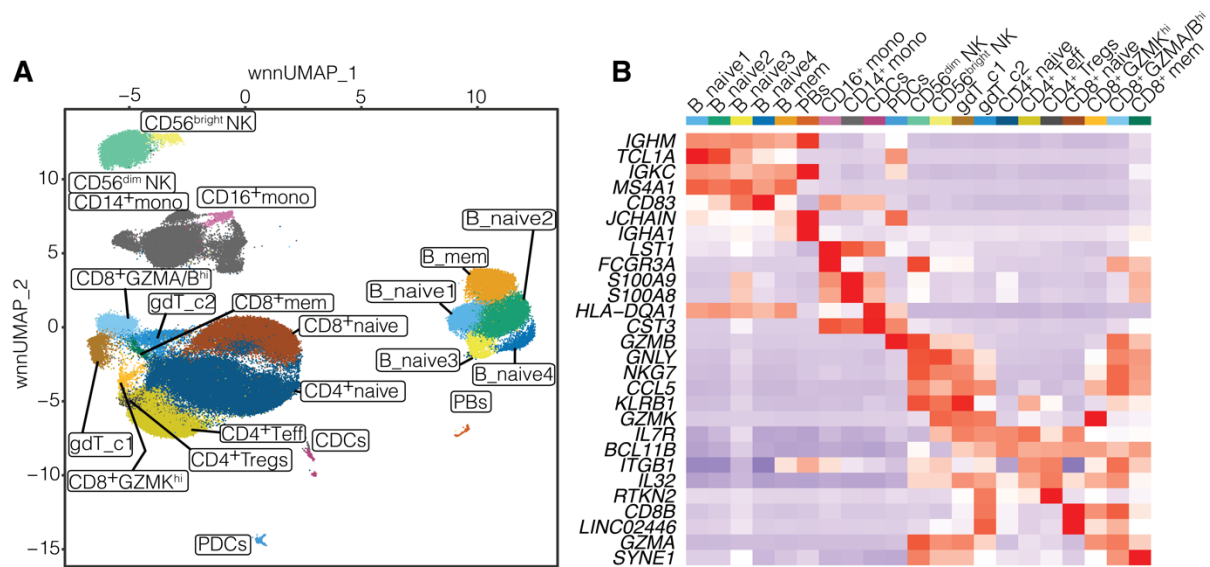 A
wnnUMAP_1
-5
0
5
10
wnnUMAP_2
10
5
0
-5
-10
-15
CD56bright NK
CD56dim NK
CD14+mono
CD16+mono
B_naive2
B_mem
CD8+GZMA/Bhi
gdT_c2
CD8+mem
B_naive1
CD8+naive
B_naive3
B_naive4
CD4+naive
PBs
gdT_c1
CD4+Teff
CDCs
CD4+Tregs
CD8+GZMKhi
PDCs
B
B_naive1
B_naive2
B_naive3
B_naive4
B_mem
PBs
CD16+ mono
CD14+ mono
CDCs
PDCs
CD56dim NK
CD56bright NK
gdT_c1
gdT_c2
CD4+ naive
CD4+ Teff
CD4+ Tregs
CD8+ naive
CD8+ GZMKhi
CD8+ GZMA/Bhi
CD8+ mem
IGHM
TCL1A
IGKC
MS4A1
CD83
JCHAIN
IGHA1
LST1
FCGR3A
S100A9
S100A8
HLA-DQA1
CST3
GZMB
GNLY
NKG7
CCL5
KLRB1
GZMK
IL7R
BCL11B
ITGB1
IL32
RTKN2
CD8B
LINC02446
GZMA
SYNE1